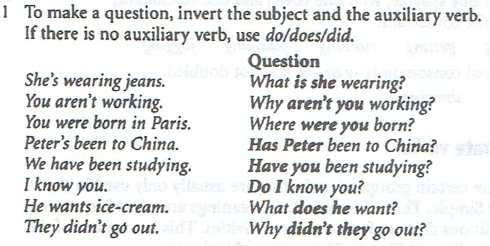 1 To make a question, invert the subject and the auxiliary verb.
If there is no auxiliary verb, use do/does/did.
Question
She's wearing jeans. What is she wearing?
You aren't working. Why aren't you working?
You were born in Paris. Where were you born?
Peter's been to China. Has Peter been to China?
We have been studying. Have you been studying?
I know you. Do I know you?
He wants ice-cream. What does he want?
They didn't go out. Why didn't they go out?